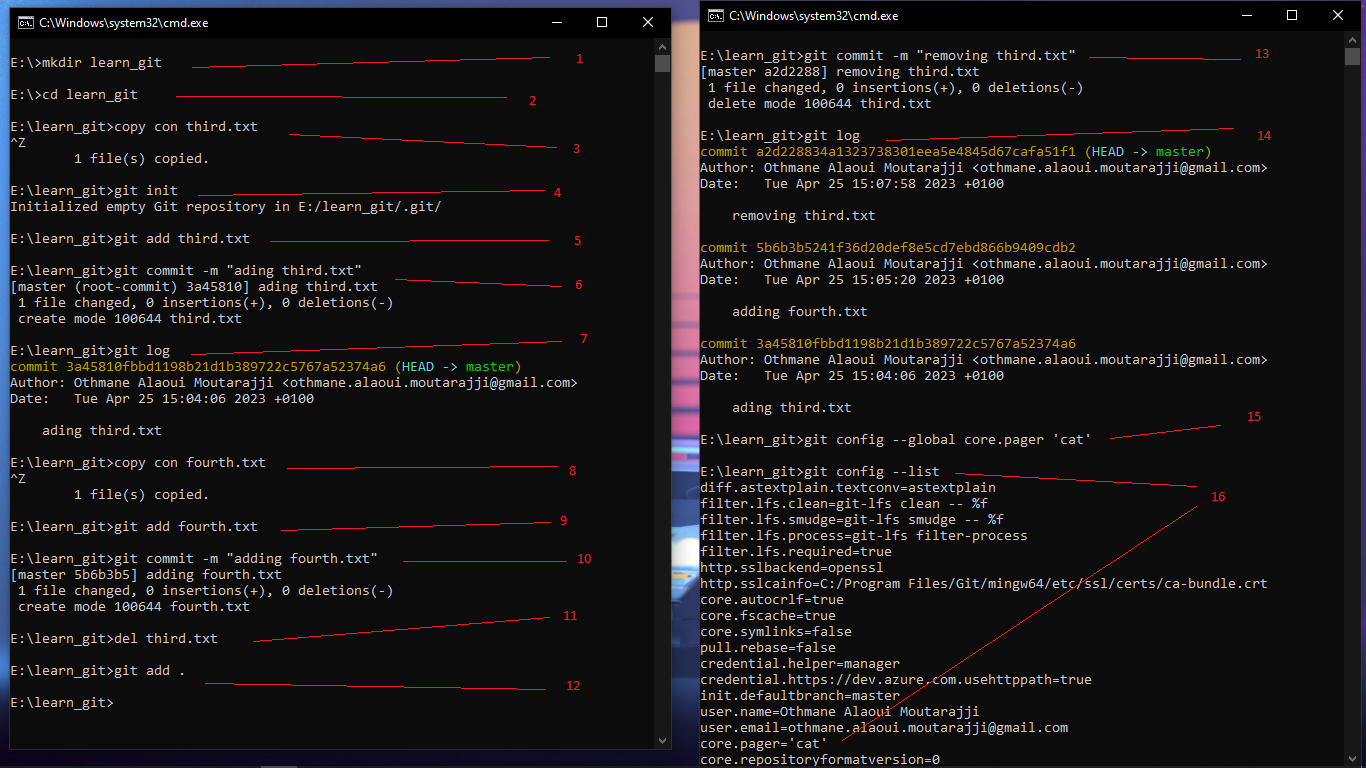 C:\Windows\system32\cmd.exe
E:\>mkdir learn_git 1
E:\>cd learn_git 2
E:\learn_git>copy con third.txt
^Z 3
1 file(s) copied.
E:\learn_git>git init 4
Initialized empty Git repository in E:/learn_git/.git/
E:\learn_git>git add third.txt 5
E:\learn_git>git commit -m "ading third.txt"
[master (root-commit) 3a45810] ading third.txt 6
1 file changed, 0 insertions(+), 0 deletions(-)
create mode 100644 third.txt
7
E:\learn_git>git log
commit 3a45810fbbd1198b21d1b389722c5767a52374a6 (HEAD -> master)
Author: Othmane Alaoui Moutarajji <othmane.alaoui.moutarajji@gmail.com>
Date:   Tue Apr 25 15:04:06 2023 +0100
ading third.txt
E:\learn_git>copy con fourth.txt 8
^Z
1 file(s) copied.
E:\learn_git>git add fourth.txt 9
E:\learn_git>git commit -m "adding fourth.txt" 10
[master 5b6b3b5] adding fourth.txt
1 file changed, 0 insertions(+), 0 deletions(-)
create mode 100644 fourth.txt
11
E:\learn_git>del third.txt
E:\learn_git>git add .
12
E:\learn_git>
C:\Windows\system32\cmd.exe
E:\learn_git>git commit -m "removing third.txt" 13
[master a2d2288] removing third.txt
1 file changed, 0 insertions(+), 0 deletions(-)
delete mode 100644 third.txt
E:\learn_git>git log 14
commit a2d228834a1323738301eea5e4845d67cafa51f1 (HEAD -> master)
Author: Othmane Alaoui Moutarajji <othmane.alaoui.moutarajji@gmail.com>
Date:   Tue Apr 25 15:07:58 2023 +0100
removing third.txt
commit 5b6b3b5241f36d20def8e5cd7ebd866b9409cdb2
Author: Othmane Alaoui Moutarajji <othmane.alaoui.moutarajji@gmail.com>
Date:   Tue Apr 25 15:05:20 2023 +0100
adding fourth.txt
commit 3a45810fbbd1198b21d1b389722c5767a52374a6
Author: Othmane Alaoui Moutarajji <othmane.alaoui.moutarajji@gmail.com>
Date:   Tue Apr 25 15:04:06 2023 +0100
ading third.txt
15
E:\learn_git>git config --global core.pager 'cat'
E:\learn_git>git config --list
diff.astextplain.textconv=astextplain
16
filter.lfs.clean=git-lfs clean -- %f
filter.lfs.smudge=git-lfs smudge -- %f
filter.lfs.process=git-lfs filter-process
filter.lfs.required=true
http.sslbackend=openssl
http.sslcainfo=C:/Program Files/Git/mingw64/etc/ssl/certs/ca-bundle.crt
core.autocrlf=true
core.fscache=true
core.symlinks=false
pull.rebase=false
credential.helper=manager
credential.https://dev.azure.com.usehttppath=true
init.defaultbranch=master
user.name=Othmane Alaoui Moutarajji
user.email=othmane.alaoui.moutarajji@gmail.com
core.pager='cat'
core.repositoryformatversion=0